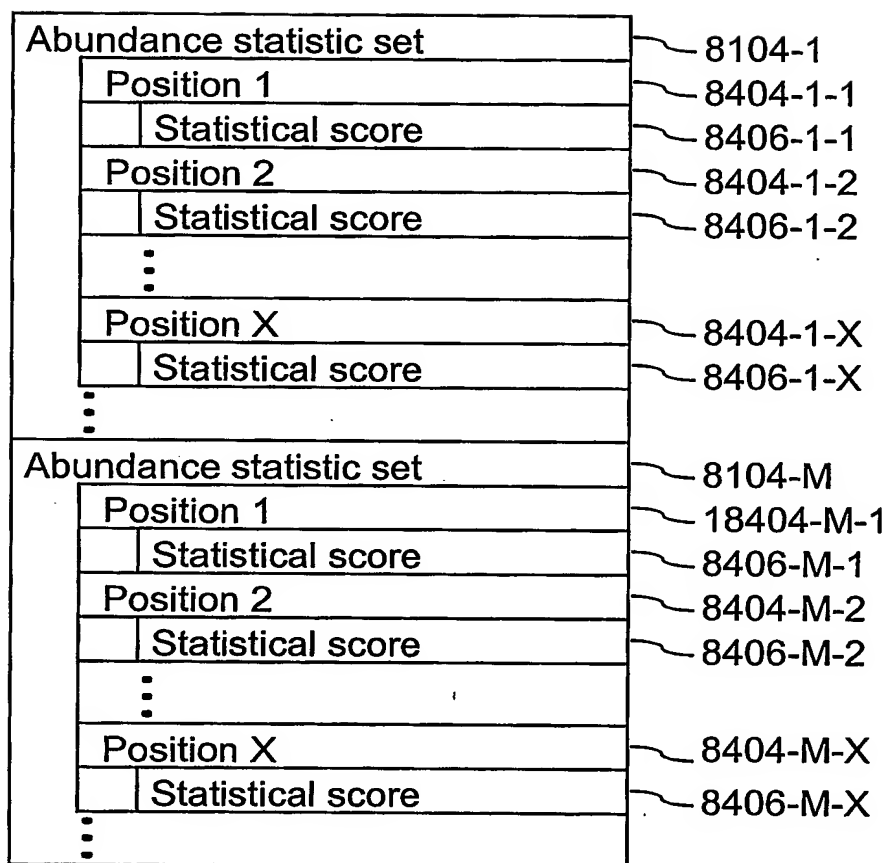 Abundance statistic set 8104-1
Position 1 8404-1-1
Statistical score 8406-1-1
Position 2 8404-1-2
Statistical score 8406-1-2
Position X 8404-1-X
Statistical score 8406-1-X
Abundance statistic set 8104-M
Position 1 18404-M-1
Statistical score 8406-M-1
Position 2 8404-M-2
Statistical score 8406-M-2
Position X 8404-M-X
Statistical score 8406-M-X